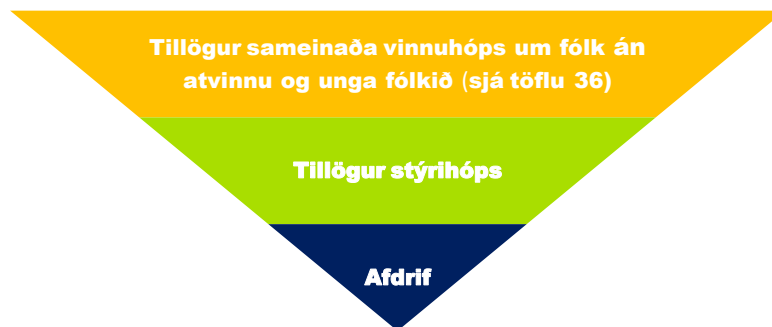 Tillögur sameinaða vinnuhóps um fólk án
atvinnu og unga fólkið (sjá töflu 36)
Tillögur stýrihóps
Afdrif